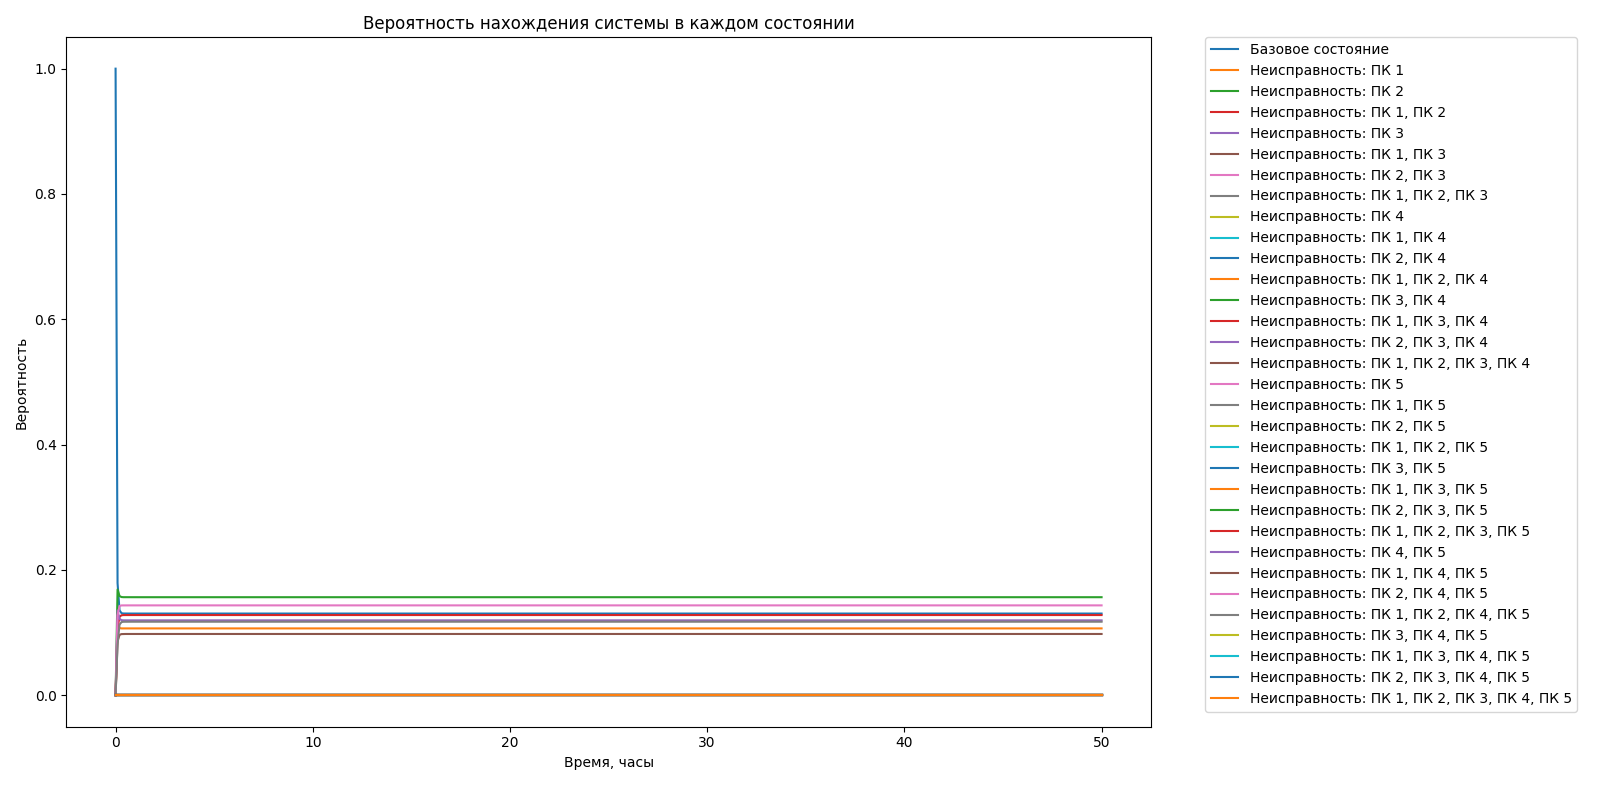 Вероятность нахождения системы в каждом состоянии
1.0
0.8
0.6
0.4
0.2
0.0
Вероятность
0 10 20 30 40 50
Время, часы
Базовое состояние
Неисправность: ПК 1
Неисправность: ПК 2
Неисправность: ПК 1, ПК 2
Неисправность: ПК 3
Неисправность: ПК 1, ПК 3
Неисправность: ПК 2, ПК 3
Неисправность: ПК 1, ПК 2, ПК 3
Неисправность: ПК 4
Неисправность: ПК 1, ПК 4
Неисправность: ПК 2, ПК 4
Неисправность: ПК 1, ПК 2, ПК 4
Неисправность: ПК 3, ПК 4
Неисправность: ПК 1, ПК 3, ПК 4
Неисправность: ПК 2, ПК 3, ПК 4
Неисправность: ПК 1, ПК 2, ПК 3, ПК 4
Неисправность: ПК 5
Неисправность: ПК 1, ПК 5
Неисправность: ПК 2, ПК 5
Неисправность: ПК 1, ПК 2, ПК 5
Неисправность: ПК 3, ПК 5
Неисправность: ПК 1, ПК 3, ПК 5
Неисправность: ПК 2, ПК 3, ПК 5
Неисправность: ПК 1, ПК 2, ПК 3, ПК 5
Неисправность: ПК 4, ПК 5
Неисправность: ПК 1, ПК 4, ПК 5
Неисправность: ПК 2, ПК 4, ПК 5
Неисправность: ПК 1, ПК 2, ПК 4, ПК 5
Неисправность: ПК 3, ПК 4, ПК 5
Неисправность: ПК 1, ПК 3, ПК 4, ПК 5
Неисправность: ПК 2, ПК 3, ПК 4, ПК 5
Неисправность: ПК 1, ПК 2, ПК 3, ПК 4, ПК 5